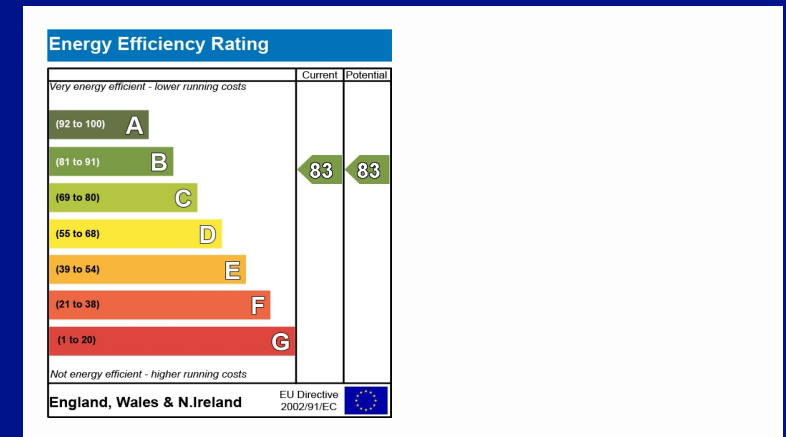 Energy Efficiency Rating
Current Potential
Very energy efficient - lower running costs
(92 to 100) A
(81 to 91) B
83 83
(69 to 80) C
(55 to 68) D
(39 to 54) E
(21 to 38) F
(1 to 20) G
Not energy efficient - higher running costs
England, Wales & N.Ireland
EU Directive
2002/91/EC